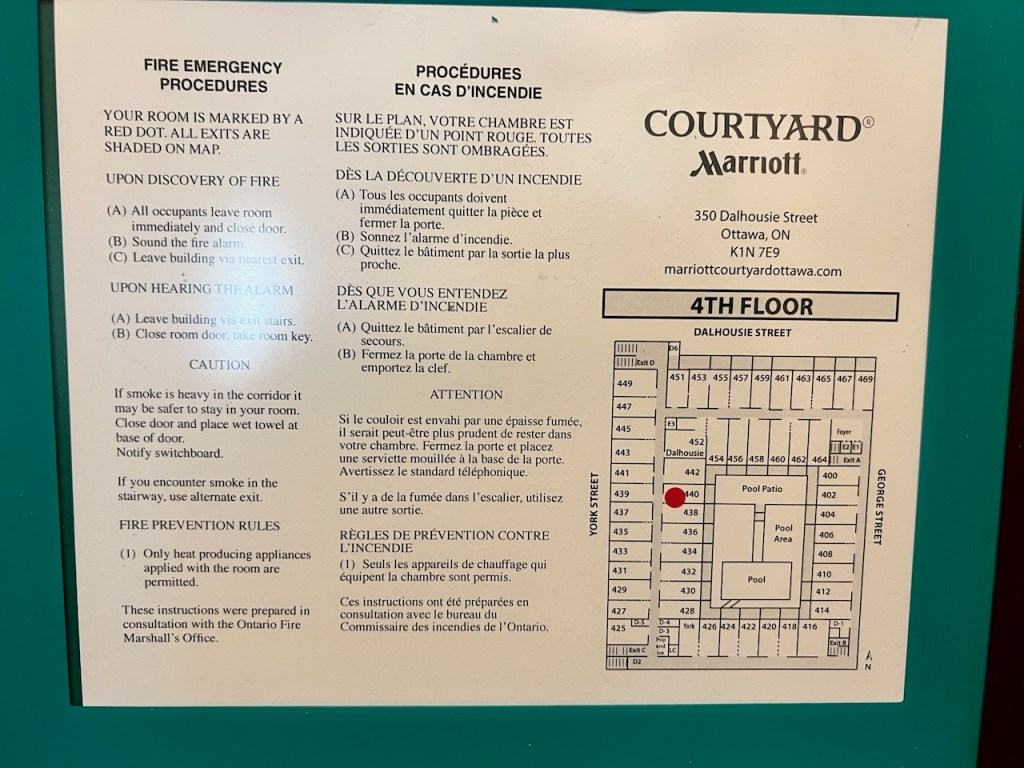 FIRE EMERGENCY
PROCEDURES
YOUR ROOM IS MARKED BY A
RED DOT. ALL EXITS ARE
SHADED ON MAP.
UPON DISCOVERY OF FIRE
(A) All occupants leave room
immediately and close door.
(B) Sound the fire alarm.
(C) Leave building via nearest exit.
UPON HEARING THE ALARM
(A) Leave building via exit stairs.
(B) Close room door, take room key.
CAUTION
If smoke is heavy in the corridor it
may be safer to stay in your room.
Close door and place wet towel at
base of door.
Notify switchboard.
If you encounter smoke in the
stairway, use alternate exit.
FIRE PREVENTION RULES
(1) Only heat producing appliances
applied with the room are
permitted.
These instructions were prepared in
consultation with the Ontario Fire
Marshall's Office.
PROCÉDURES
EN CAS D'INCENDIE
SUR LE PLAN, VOTRE CHAMBRE EST
INDIQUÉE D'UN POINT ROUGE. TOUTES
LES SORTIES SONT OMBRAGÉES.
DÈS LA DÉCOUVERTE D'UN INCENDIE
(A) Tous les occupants doivent
immédiatement quitter la pièce et
fermer la porte.
(B) Sonnez l'alarme d'incendie.
(C) Quittez le bâtiment par la sortie la plus
proche.
DÈS QUE VOUS ENTENDEZ
L'ALARME D'INCENDIE
(A) Quittez le bâtiment par l'escalier de
secours.
(B) Fermez la porte de la chambre et
emportez la clef.
ATTENTION
Si le couloir est envahi par une épaisse fumée,
il serait peut-être plus prudent de rester dans
votre chambre. Fermez la porte et placez
une serviette mouillée à la base de la porte.
Avertissez le standard téléphonique.
S'il y a de la fumée dans l'escalier, utilisez
une autre sortie.
RÈGLES DE PRÉVENTION CONTRE
L'INCENDIE
(1) Seuls les appareils de chauffage qui
équipent la chambre sont permis.
Ces instructions ont été préparées en
consultation avec le bureau du
Commissaire des incendies de l'Ontario.
COURTYARD®
Marriott®
350 Dalhousie Street
Ottawa, ON
K1N 7E9
marriottcourtyardottawa.com
4TH FLOOR
DALHOUSIE STREET
D6
Exit D
451 453 455 457 459 461 463 465 467 469
449
447
445
443
441
439
437
435
433
431
429
427
425
YORK STREET
E3
452
Dalhousie
454 456 458 460 462 464
Foyer
E2 E1
Exit A
442
440
438
436
434
432
430
428
Pool Patio
Pool
Area
Pool
400
402
404
406
408
410
412
414
GEORGE STREET
D-5
D-4
D-3
York
426 424 422 420 418 416
D-1
Exit B
Exit C
D2
LC
N